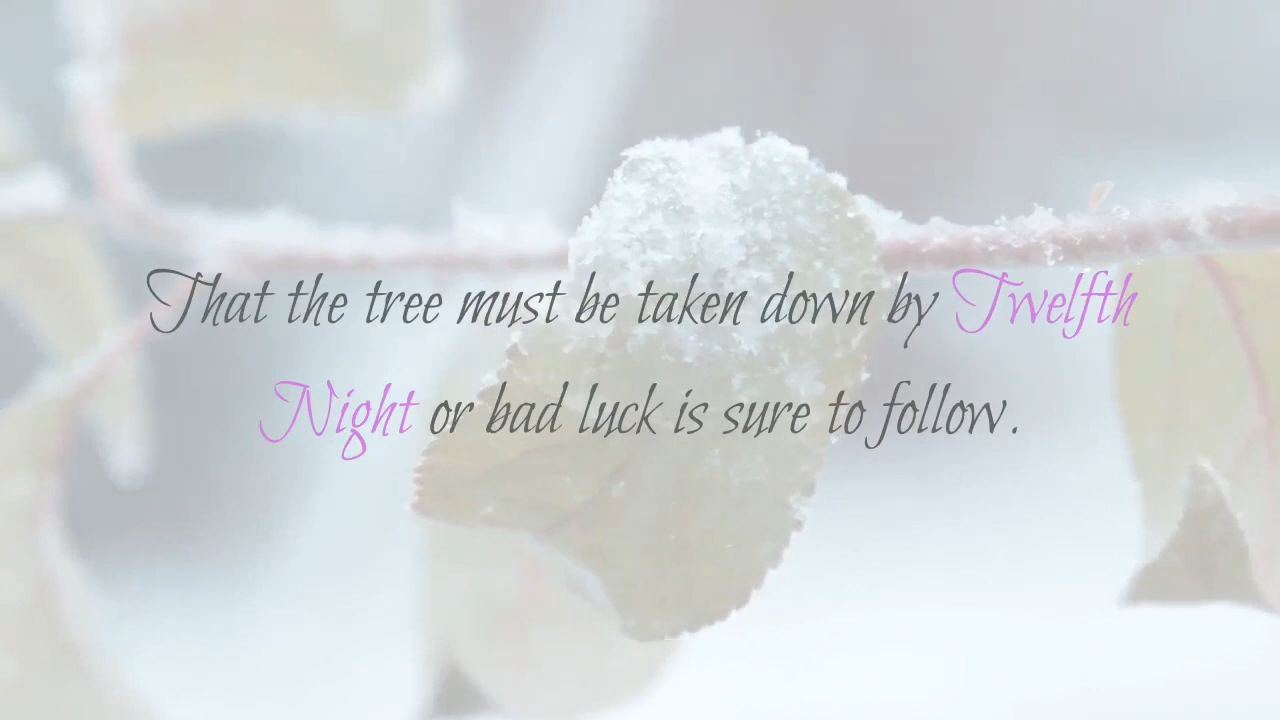 That the tree must be taken down by Twelfth
Night or bad luck is sure to follow.